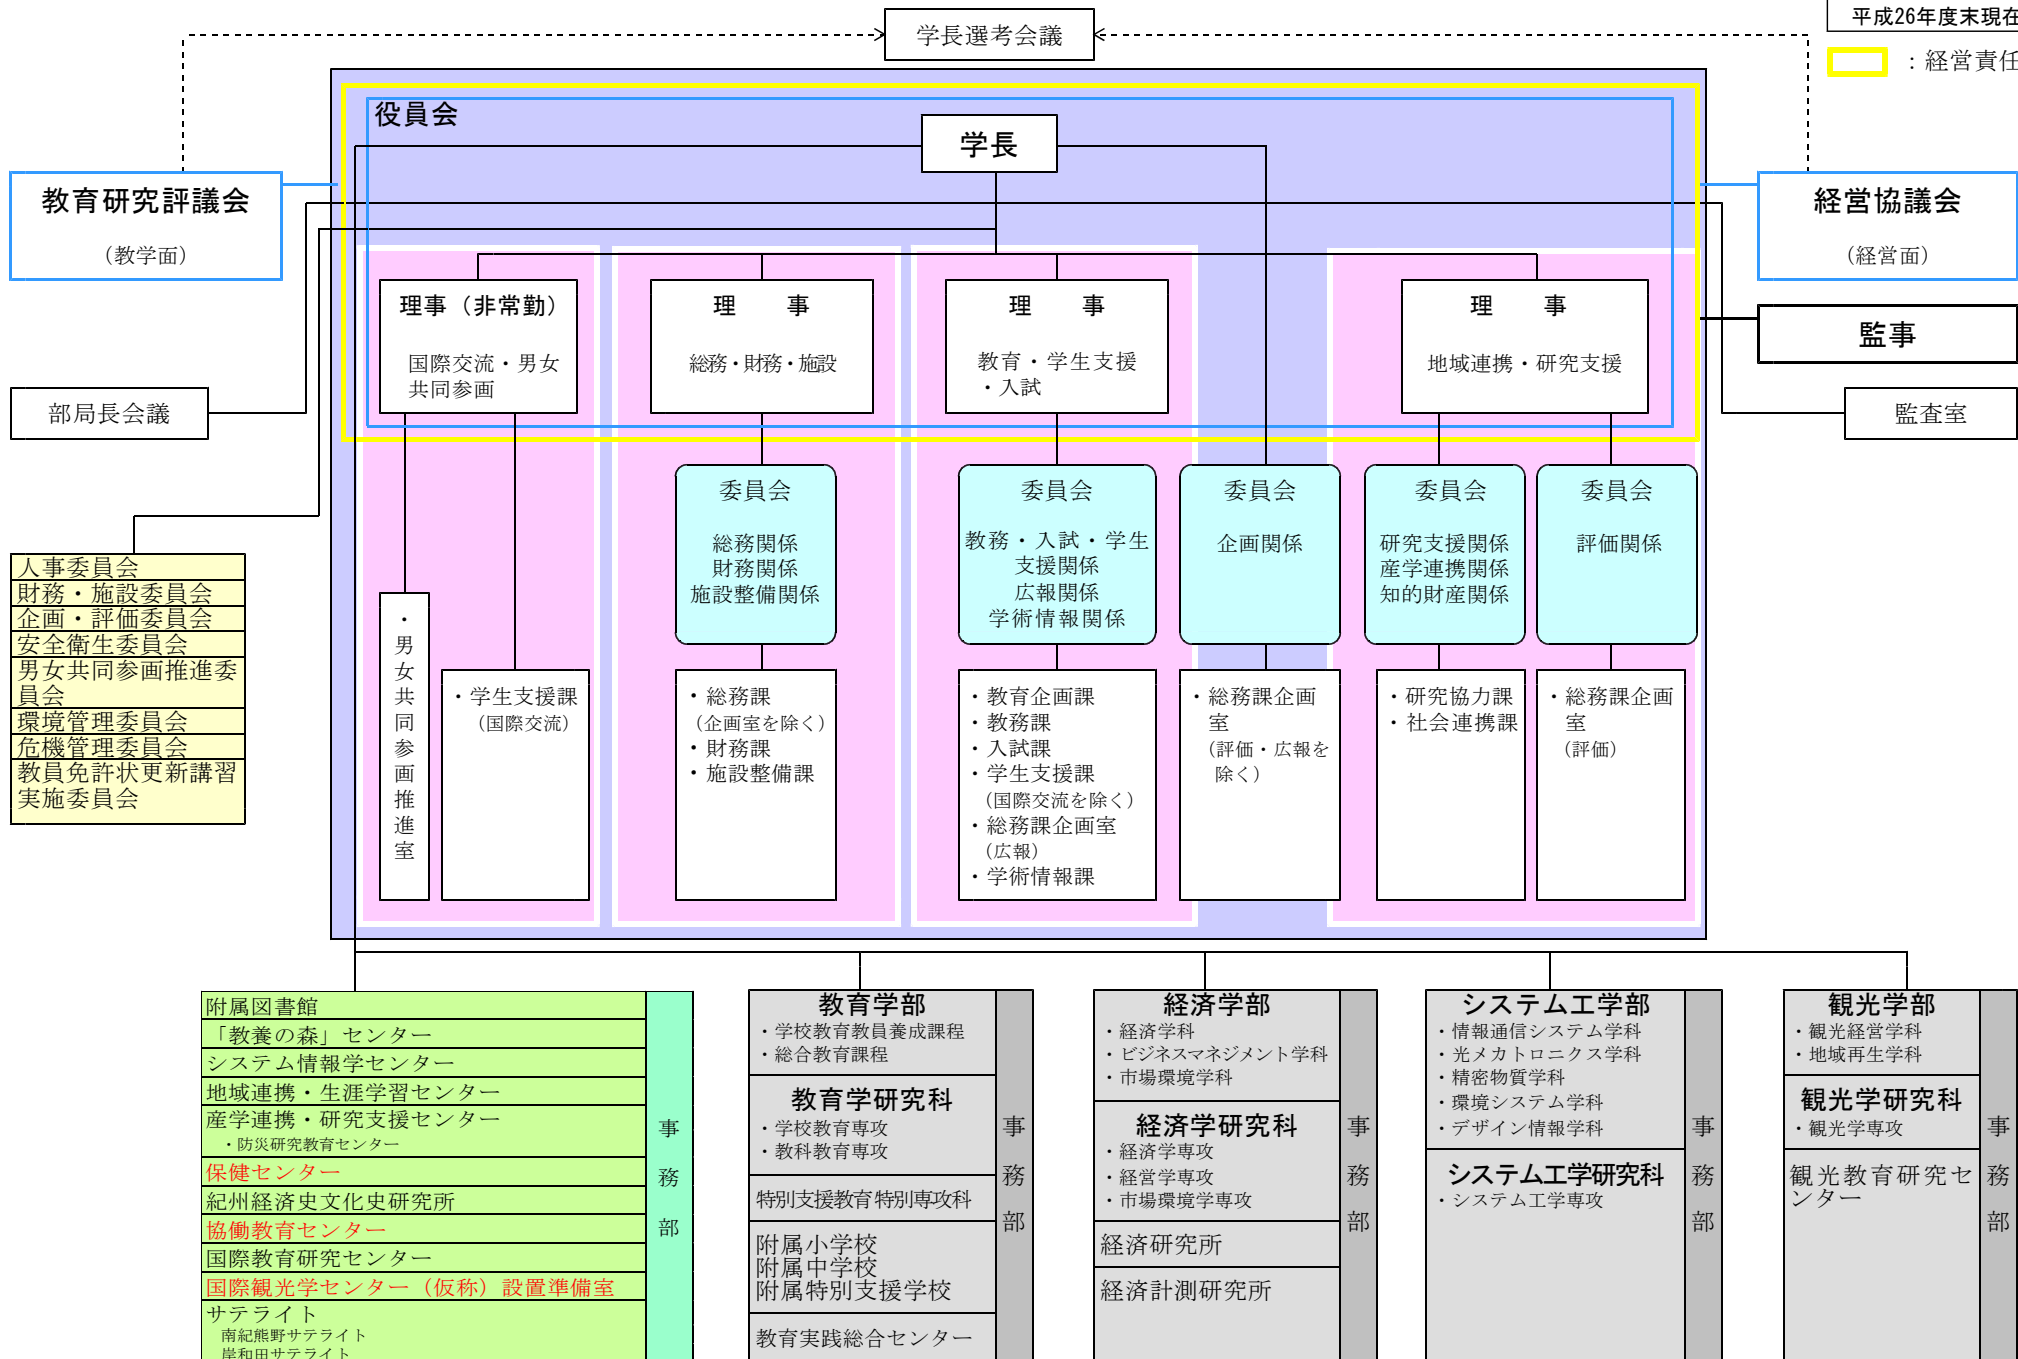 平成26年度末現在
学長選考会議
：経営責任
役員会
学長
教育研究評議会
（教学面）
経営協議会
（経営面）
理事（非常勤）
国際交流・男女
共同参画
理　事
総務・財務・施設
理　事
教育・学生支援
・入試
理　事
地域連携・研究支援
監事
部局長会議
監査室
委員会
総務関係
財務関係
施設整備関係
委員会
教務・入試・学生
支援関係
広報関係
学術情報関係
委員会
企画関係
委員会
研究支援関係
産学連携関係
知的財産関係
委員会
評価関係
人事委員会
財務・施設委員会
企画・評価委員会
安全衛生委員会
男女共同参画推進委
員会
環境管理委員会
危機管理委員会
教員免許状更新講習
実施委員会
・男女共同参画推進室
・学生支援課
（国際交流）
・総務課
（企画室を除く）
・財務課
・施設整備課
・教育企画課
・教務課
・入試課
・学生支援課
（国際交流を除く）
・総務課企画室
（広報）
・学術情報課
・総務課企画
室
（評価・広報を
除く）
・研究協力課
・社会連携課
・総務課企画
室
（評価）
附属図書館
「教養の森」センター
システム情報学センター
地域連携・生涯学習センター
産学連携・研究支援センター
・防災研究教育センター
保健センター
紀州経済史文化史研究所
協働教育センター
国際教育研究センター
国際観光学センター（仮称）設置準備室
サテライト
南紀熊野サテライト
岸和田サテライト
事務部
教育学部
・学校教育教員養成課程
・総合教育課程
教育学研究科
・学校教育専攻
・教科教育専攻
特別支援教育特別専攻科
附属小学校
附属中学校
附属特別支援学校
教育実践総合センター
事務部
経済学部
・経済学科
・ビジネスマネジメント学科
・市場環境学科
経済学研究科
・経済学専攻
・経営学専攻
・市場環境学専攻
経済研究所
経済計測研究所
事務部
システム工学部
・情報通信システム学科
・光メカトロニクス学科
・精密物質学科
・環境システム学科
・デザイン情報学科
システム工学研究科
・システム工学専攻
事務部
観光学部
・観光経営学科
・地域再生学科
観光学研究科
・観光学専攻
観光教育研究セ
ンター
事務部